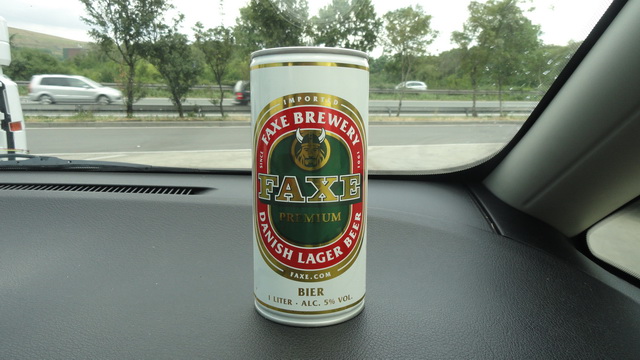 IMPORTED
FAXE BREWERY
SINCE 1901
FAXE
PREMIUM
DANISH LAGER BEER
FAXE.COM
BIER
1 LITER · ALC. 5% VOL.